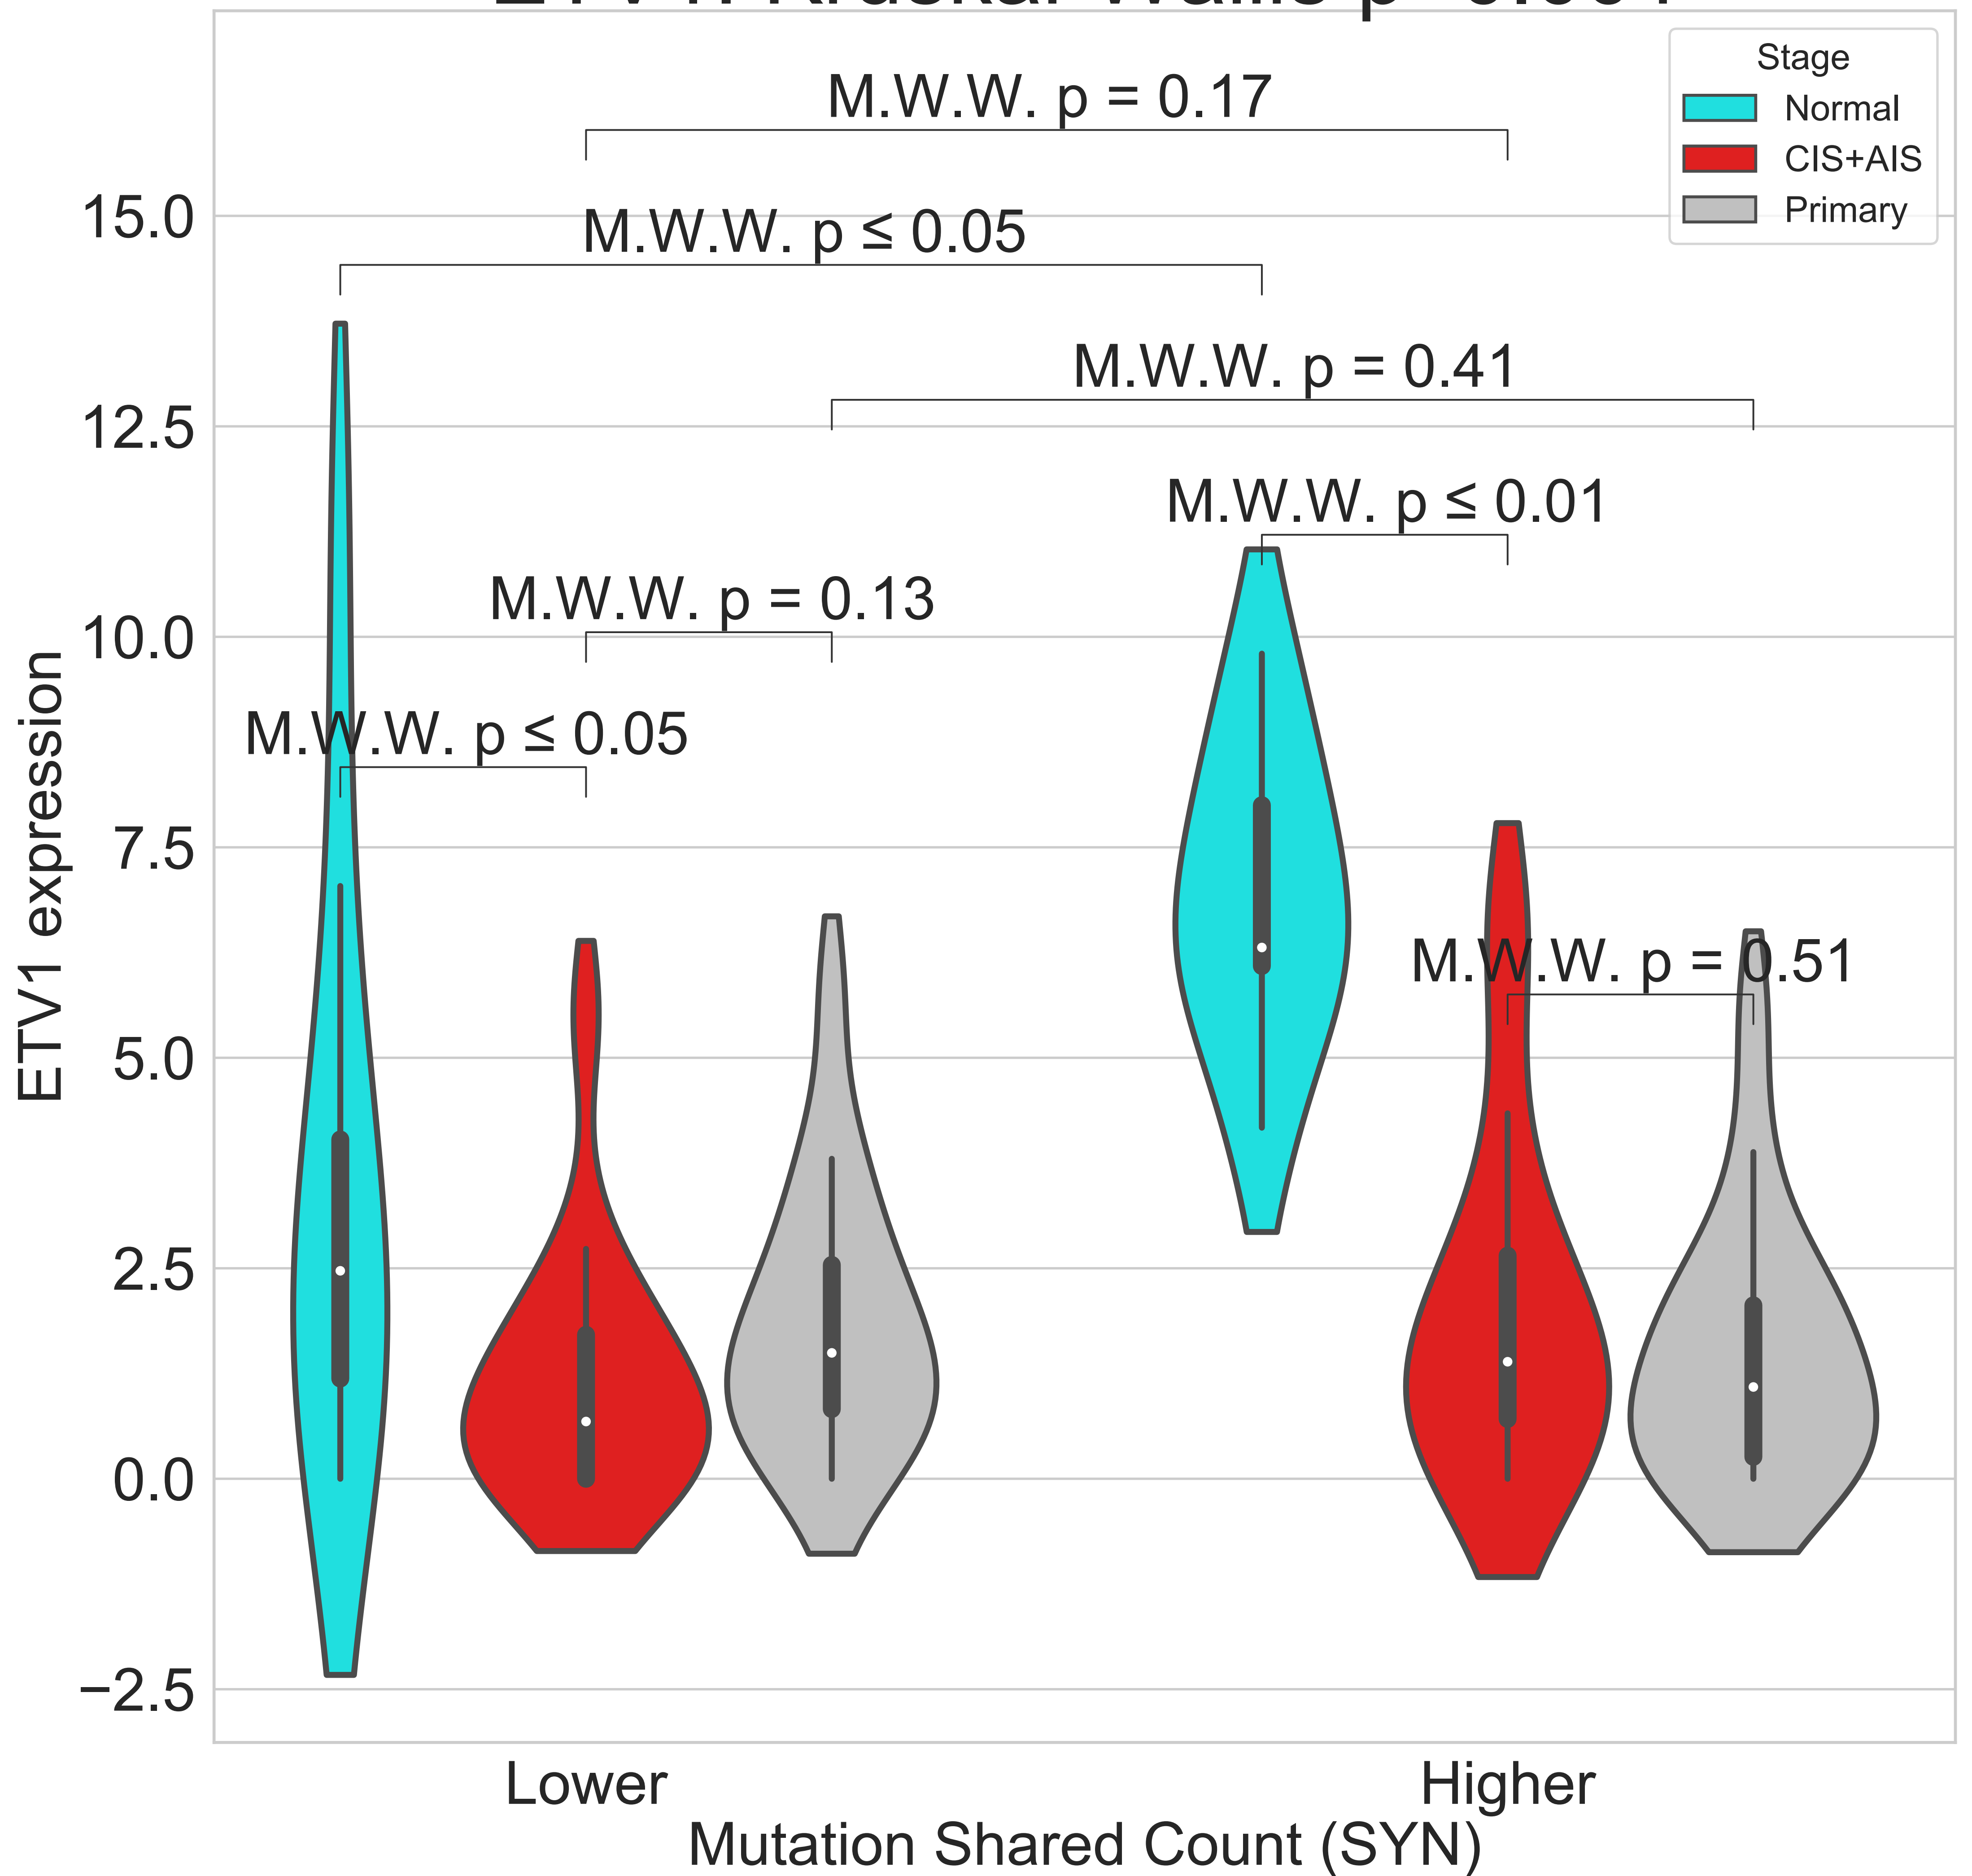 Stage
Normal
CIS+AIS
Primary
M.W.W. p = 0.17
M.W.W. p ≤ 0.05
M.W.W. p = 0.41
M.W.W. p ≤ 0.01
M.W.W. p = 0.13
M.W.W. p ≤ 0.05
M.W.W. p = 0.51
ETV1 expression
15.0
12.5
10.0
7.5
5.0
2.5
0.0
−2.5
Lower
Higher
Mutation Shared Count (SYN)